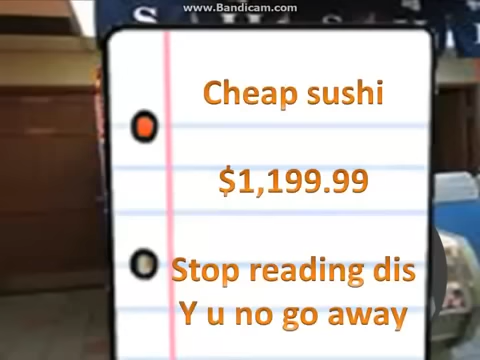 www.Bandicam.com
Cheap sushi
$1,199.99
Stop reading dis
Y u no go away